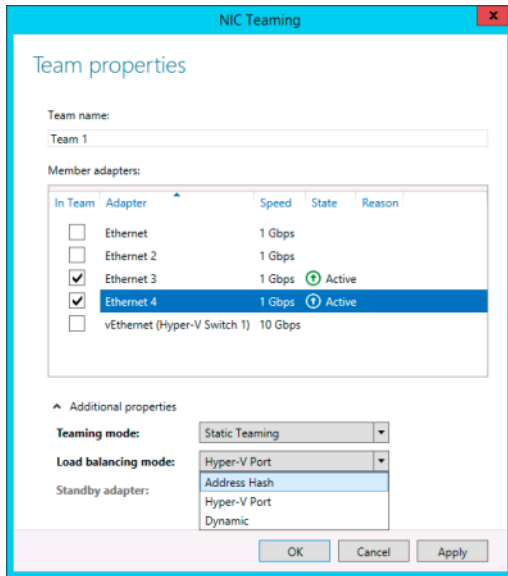 NIC Teaming
x
Team properties
Team name:
Team 1
Member adapters:
In Team Adapter Speed State Reason
Ethernet 1 Gbps
Ethernet 2 1 Gbps
Ethernet 3 1 Gbps Active
Ethernet 4 1 Gbps Active
vEthernet (Hyper-V Switch 1) 10 Gbps
Additional properties
Teaming mode: Static Teaming
Load balancing mode: Hyper-V Port
Standby adapter: Address Hash
Hyper-V Port
Dynamic
OK Cancel Apply